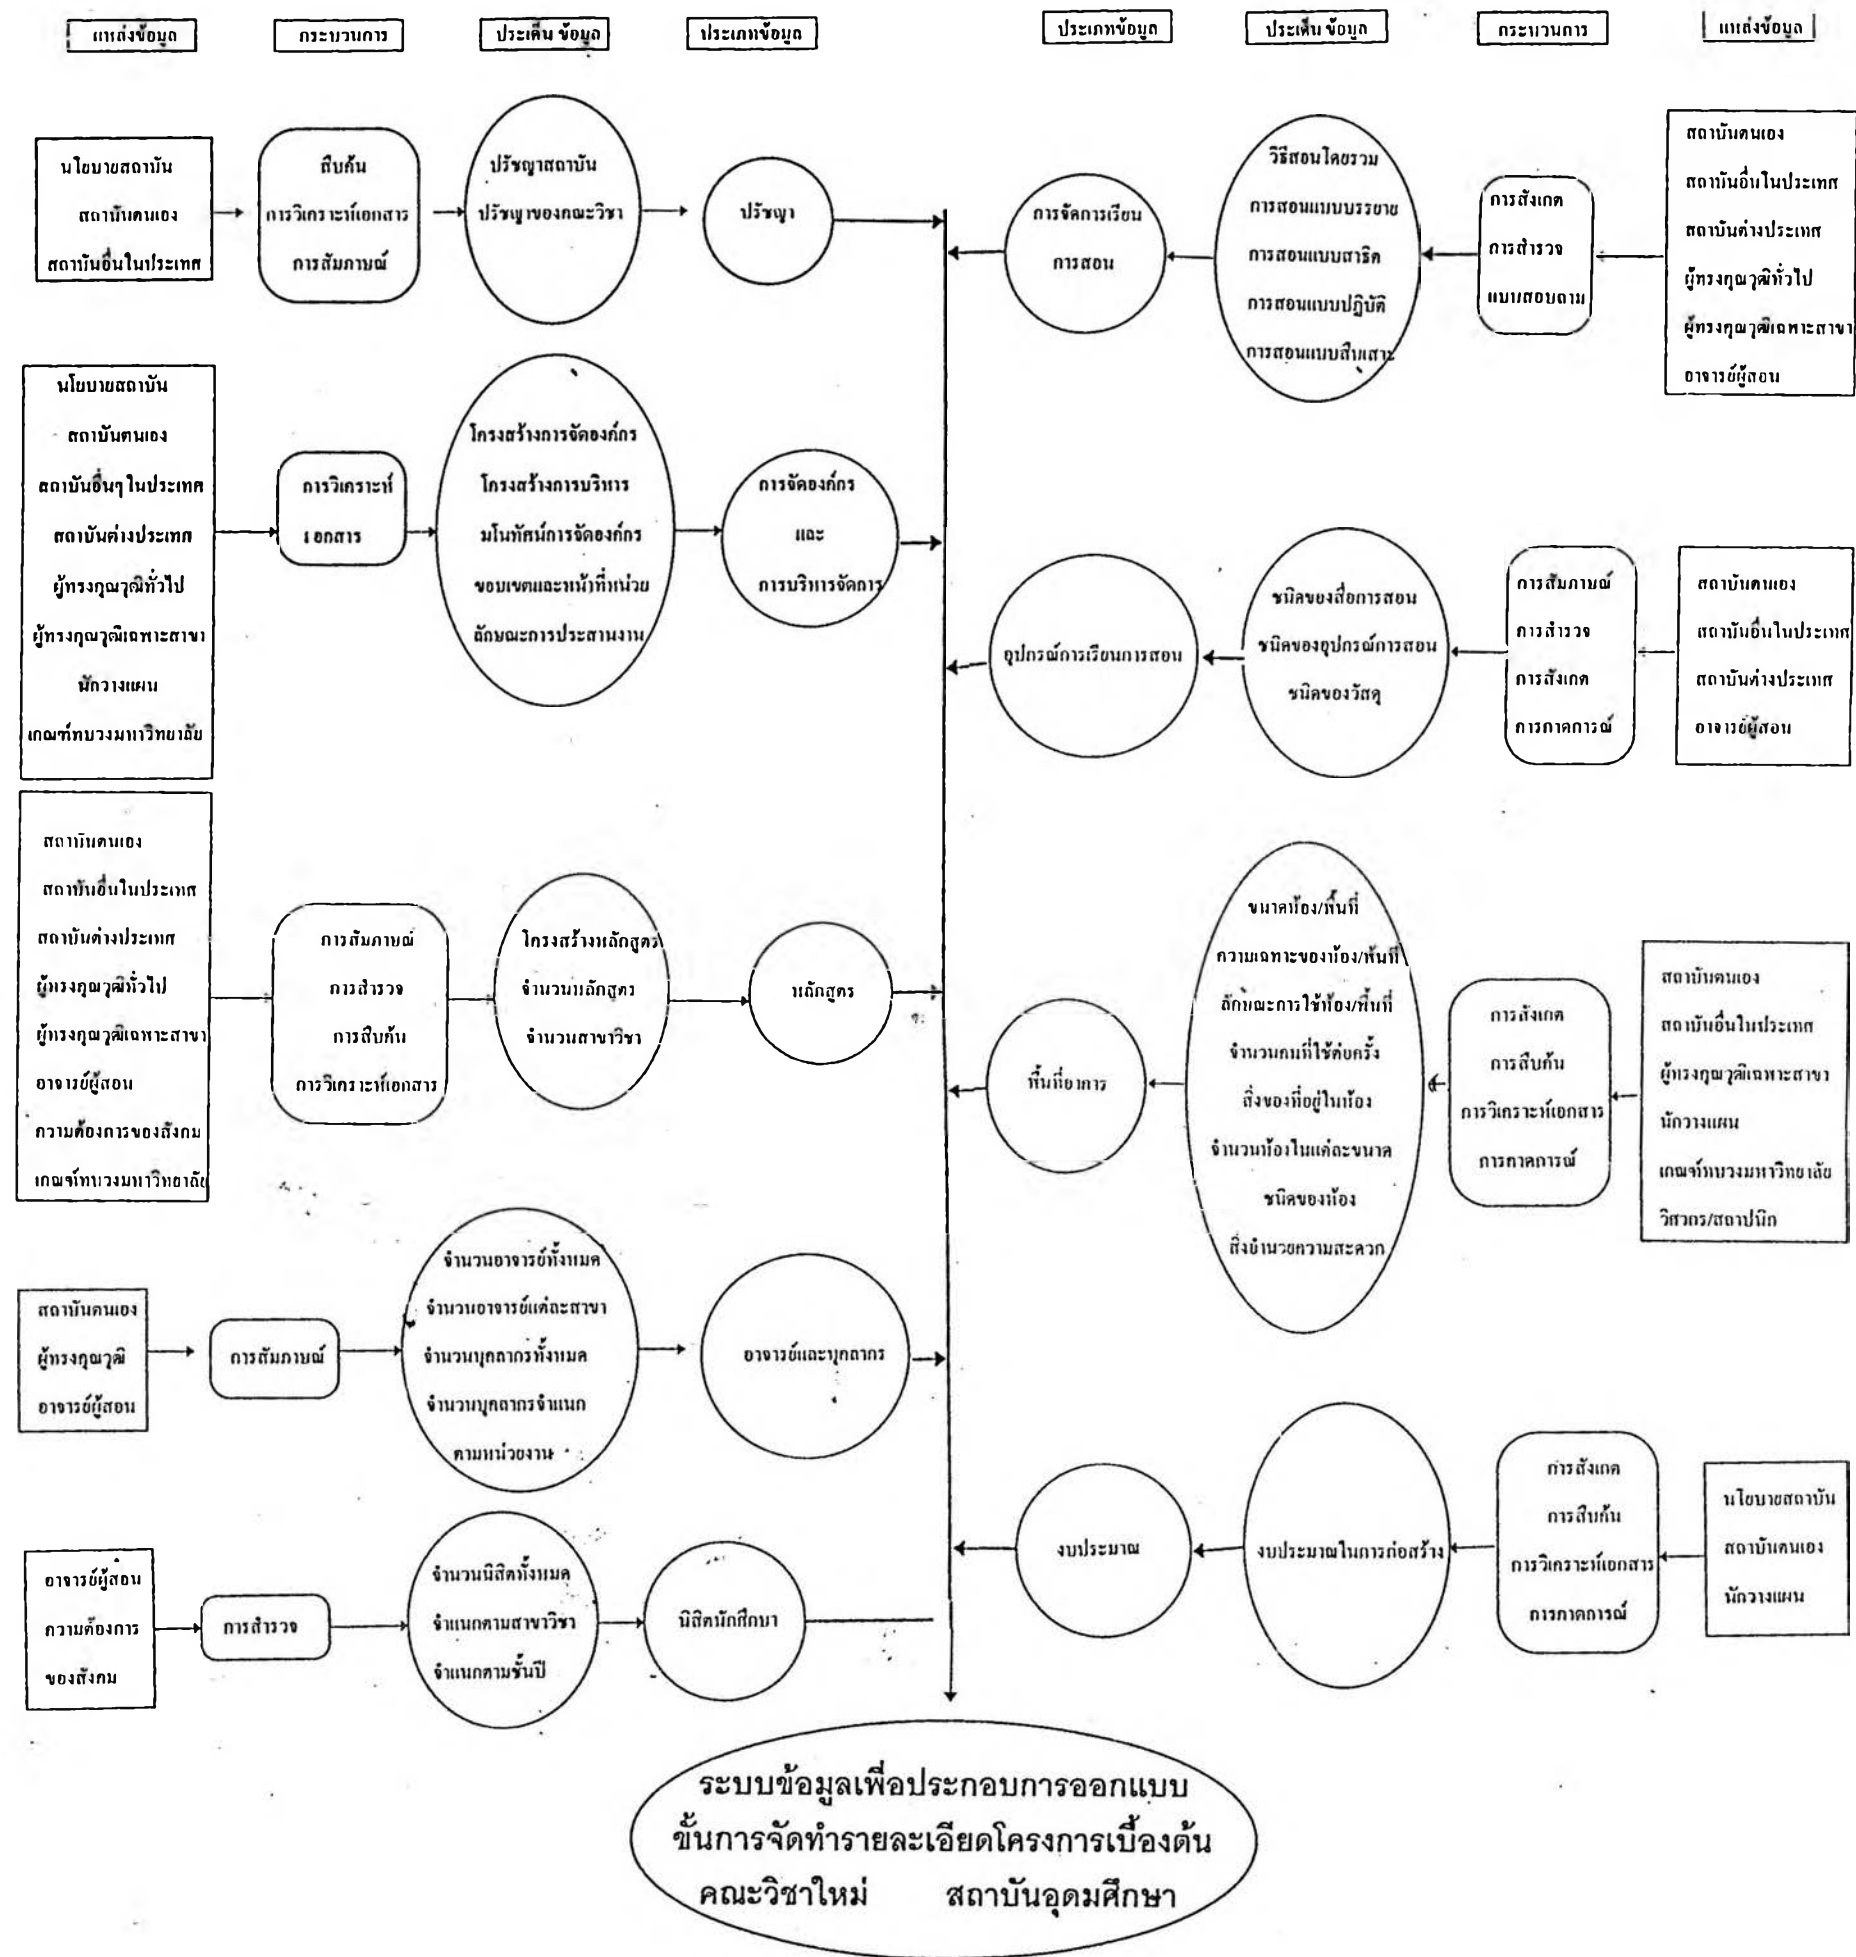 แหล่งข้อมูล
กระบวนการ
ประเด็น ข้อมูล
ประเภทข้อมูล
ประเภทข้อมูล
ประเด็น ข้อมูล
กระบวนการ
แหล่งข้อมูล
นโยบายสถาบัน
สถาบันตนเอง
สถาบันอื่นในประเทศ
สืบค้น
การวิเคราะห์เอกสาร
การสัมภาษณ์
ปรัชญาสถาบัน
ปรัชญาของคณะวิชา
ปรัชญา
นโยบายสถาบัน
สถาบันตนเอง
สถาบันอื่นๆ ในประเทศ
สถาบันต่างประเทศ
ผู้ทรงคุณวุฒิทั่วไป
ผู้ทรงคุณวุฒิเฉพาะสาขา
นักวางแผน
เกณฑ์ทบวงมหาวิทยาลัย
การวิเคราะห์
เอกสาร
โครงสร้างการจัดองค์กร
โครงสร้างการบริหาร
มโนทัศน์การจัดองค์กร
ขอบเขตและหน้าที่หน่วย
ลักษณะการประสานงาน
การจัดองค์กร
และ
การบริหารจัดการ
สถาบันตนเอง
สถาบันอื่นในประเทศ
สถาบันต่างประเทศ
ผู้ทรงคุณวุฒิทั่วไป
ผู้ทรงคุณวุฒิเฉพาะสาขา
อาจารย์ผู้สอน
ความต้องการของสังคม
เกณฑ์ทบวงมหาวิทยาลัย
การสัมภาษณ์
การสำรวจ
การสืบค้น
การวิเคราะห์เอกสาร
โครงสร้างหลักสูตร
จำนวนหลักสูตร
จำนวนสาขาวิชา
หลักสูตร
สถาบันตนเอง
ผู้ทรงคุณวุฒิ
อาจารย์ผู้สอน
การสัมภาษณ์
จำนวนอาจารย์ทั้งหมด
จำนวนอาจารย์แต่ละสาขา
จำนวนบุคลากรทั้งหมด
จำนวนบุคลากรจำแนก
ตามหน่วยงาน
อาจารย์และบุคลากร
อาจารย์ผู้สอน
ความต้องการ
ของสังคม
การสำรวจ
จำนวนนิสิตทั้งหมด
จำแนกตามสาขาวิชา
จำแนกตามชั้นปี
นิสิตนักศึกษา
การจัดการเรียน
การสอน
วิธีสอนโดยรวม
การสอนแบบบรรยาย
การสอนแบบสาธิต
การสอนแบบปฏิบัติ
การสอนแบบสืบเสาะ
การสังเกต
การสำรวจ
แบบสอบถาม
สถาบันตนเอง
สถาบันอื่นในประเทศ
สถาบันต่างประเทศ
ผู้ทรงคุณวุฒิทั่วไป
ผู้ทรงคุณวุฒิเฉพาะสาขา
อาจารย์ผู้สอน
อุปกรณ์การเรียนการสอน
ชนิดของสื่อการสอน
ชนิดของอุปกรณ์การสอน
ชนิดของวัสดุ
การสัมภาษณ์
การสำรวจ
การสังเกต
การคาดการณ์
สถาบันตนเอง
สถาบันอื่นในประเทศ
สถาบันต่างประเทศ
อาจารย์ผู้สอน
พื้นที่อาคาร
ขนาดห้อง/พื้นที่
ความเฉพาะของห้อง/พื้นที่
ลักษณะการใช้ห้อง/พื้นที่
จำนวนคนที่ใช้ต่อครั้ง
สิ่งของที่อยู่ในห้อง
จำนวนห้องในแต่ละขนาด
ชนิดของห้อง
สิ่งอำนวยความสะดวก
การสังเกต
การสืบค้น
การวิเคราะห์เอกสาร
การคาดการณ์
สถาบันตนเอง
สถาบันอื่นในประเทศ
ผู้ทรงคุณวุฒิเฉพาะสาขา
นักวางแผน
เกณฑ์ทบวงมหาวิทยาลัย
วิศวกร/สถาปนิก
งบประมาณ
งบประมาณในการก่อสร้าง
การสังเกต
การสืบค้น
การวิเคราะห์เอกสาร
การคาดการณ์
นโยบายสถาบัน
สถาบันตนเอง
นักวางแผน
ระบบข้อมูลเพื่อประกอบการออกแบบ
ขั้นการจัดทำรายละเอียดโครงการเบื้องต้น
คณะวิชาใหม่ สถาบันอุดมศึกษา